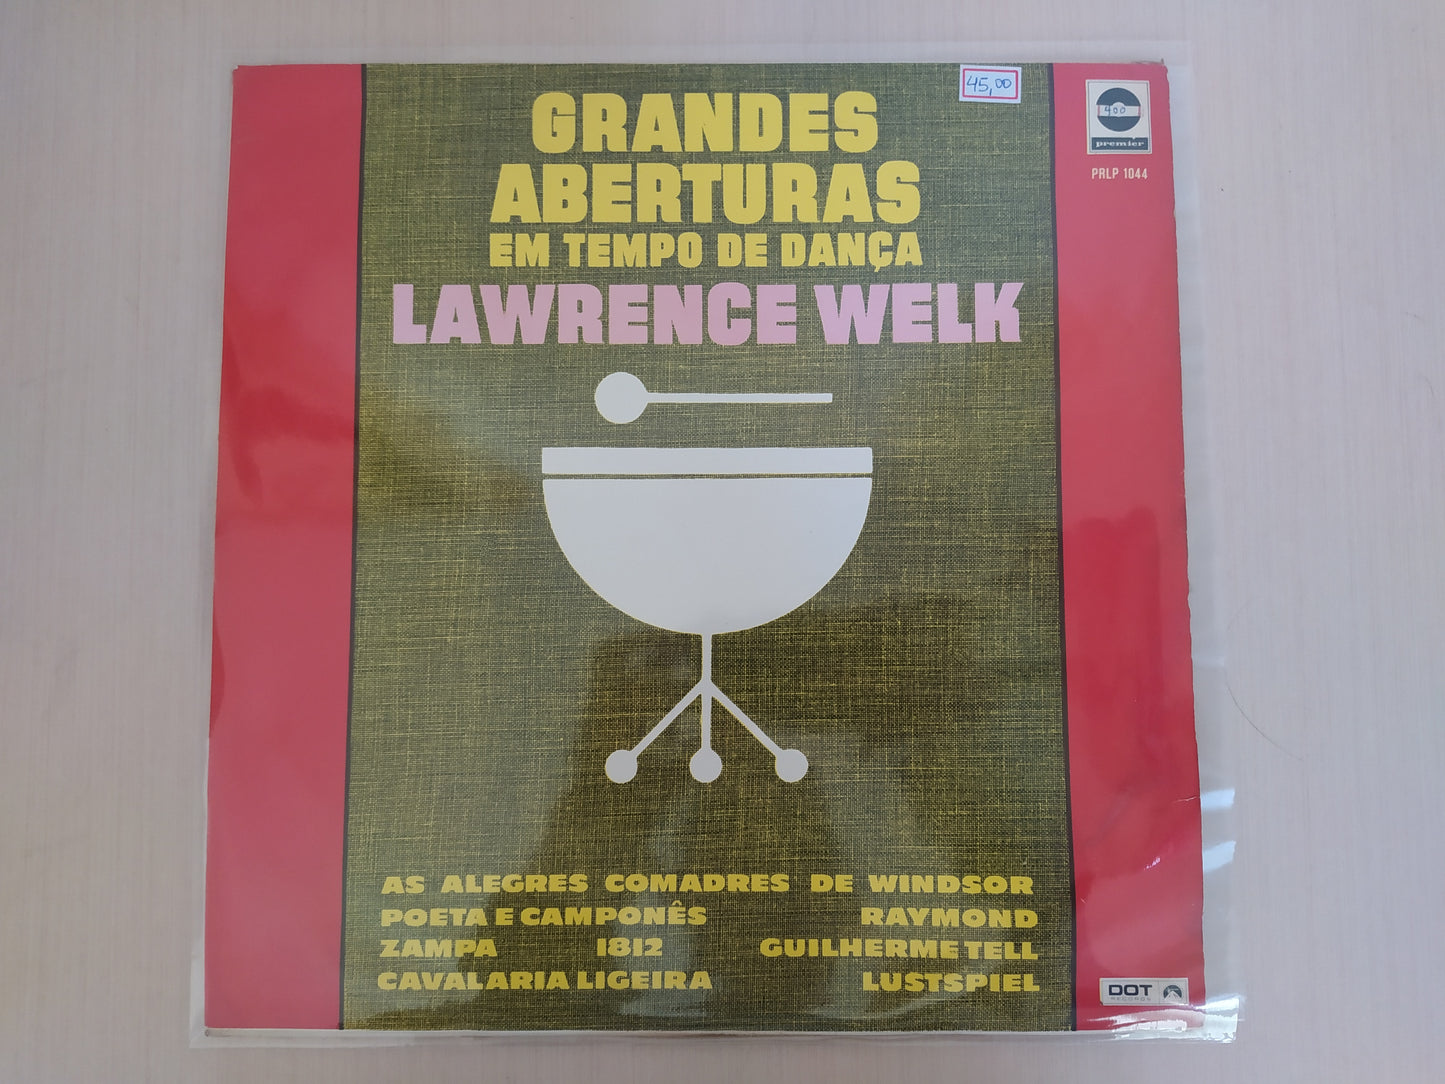 45,00
GRANDES
ABERTURAS
EM TEMPO DE DANÇA
LAWRENCE WELK
400
premier
PRLP 1044
AS ALEGRES COMADRES DE WINDSOR
POETA E CAMPONÊS RAYMOND
ZAMPA 1812 GUILHERME TELL
CAVALARIA LIGEIRA LUSTSPIEL
DOT
RECORDS